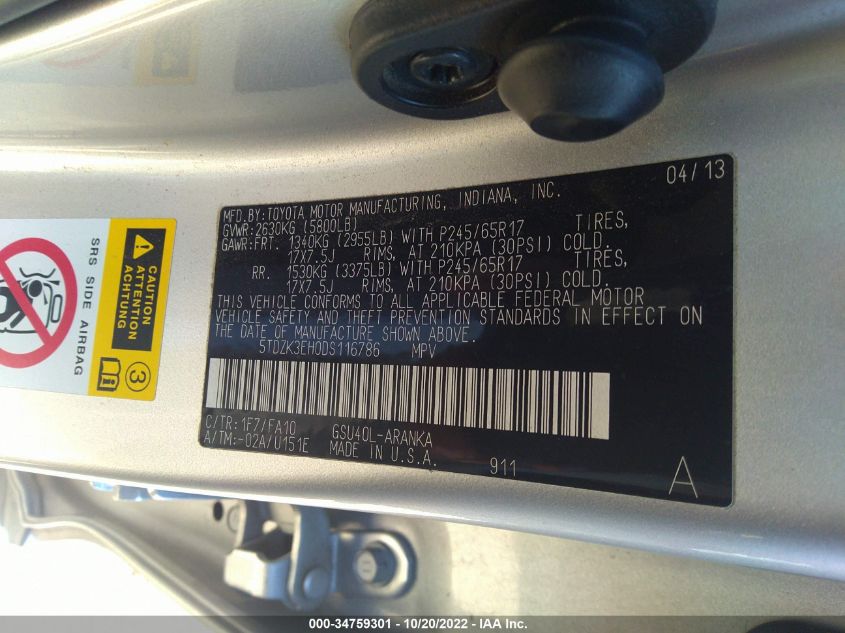 MFD.BY:TOYOTA MOTOR MANUFACTURING, INDIANA, INC. 04/13
GVWR:2630KG (5800LB)
GAWR:FRT. 1340KG (2955LB) WITH P245/65R17 TIRES,
17X7.5J RIMS, AT 210KPA (30PSI) COLD.
RR. 1530KG (3375LB) WITH P245/65R17 TIRES,
17X7.5J RIMS, AT 210KPA (30PSI) COLD.
THIS VEHICLE CONFORMS TO ALL APPLICABLE FEDERAL MOTOR
VEHICLE SAFETY AND THEFT PREVENTION STANDARDS IN EFFECT ON
THE DATE OF MANUFACTURE SHOWN ABOVE.
5TDZK3EH0DS116786 MPV
C/TR:1F7/FA10 GSU40L-ARANKA
A/TM:-02A/U151E MADE IN U.S.A. 911 A
SRS SIDE AIRBAG
CAUTION
ATTENTION
ACHTUNG
3
000-34759301 - 10/20/2022 - IAA Inc.